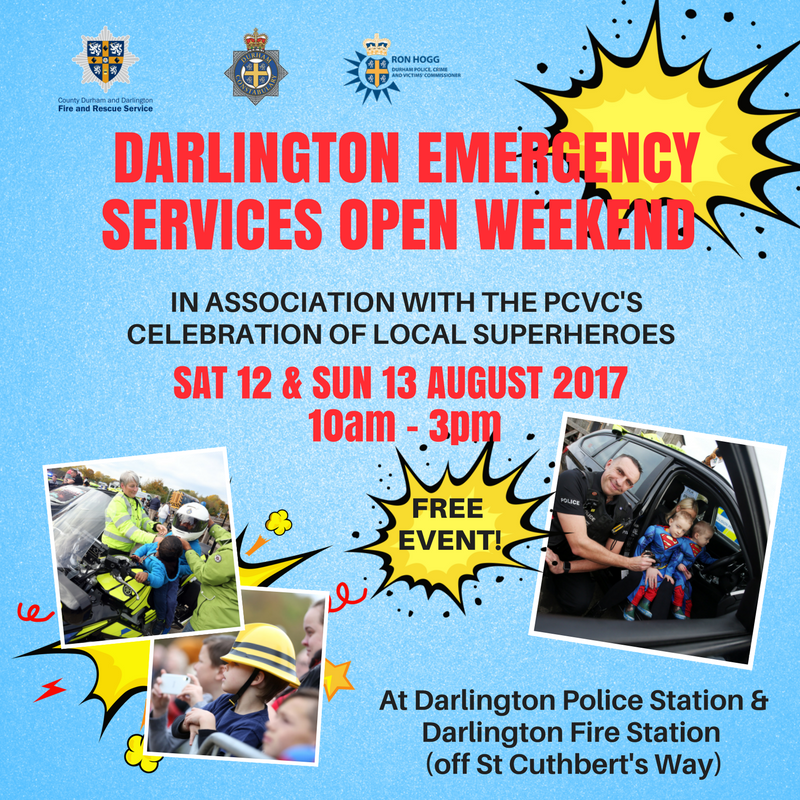 County Durham and Darlington
Fire and Rescue Service
DURHAM
CONSTABULARY
RON HOGG
DURHAM POLICE, CRIME
AND VICTIMS' COMMISSIONER
DARLINGTON EMERGENCY
SERVICES OPEN WEEKEND
IN ASSOCIATION WITH THE PCVC'S
CELEBRATION OF LOCAL SUPERHEROES
SAT 12 & SUN 13 AUGUST 2017
10am - 3pm
FREE
EVENT!
POLICE
At Darlington Police Station &
Darlington Fire Station
(off St Cuthbert's Way)